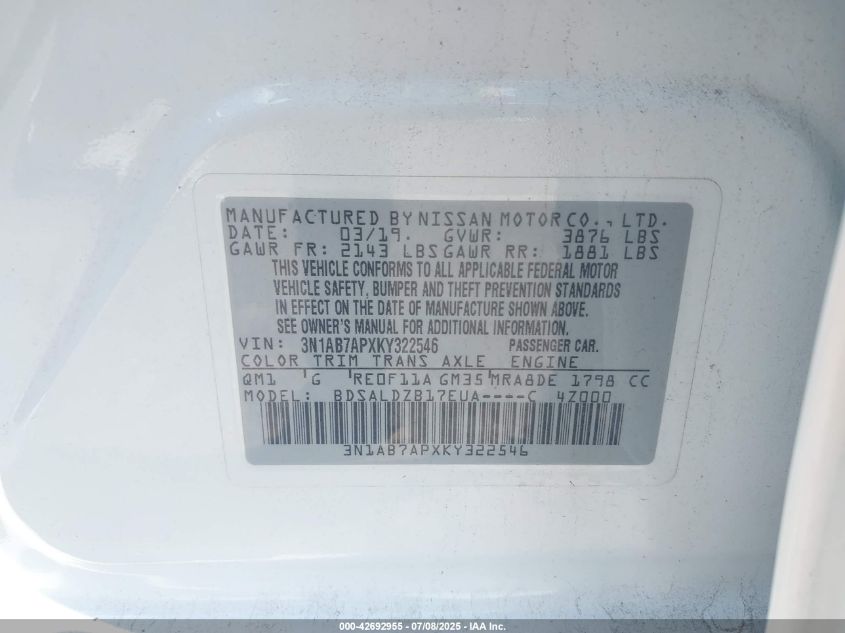 MANUFACTURED BY NISSAN MOTOR CO., LTD.
DATE: 03/19. GVWR: 3876 LBS
GAWR FR: 2143 LBS GAWR RR: 1881 LBS
THIS VEHICLE CONFORMS TO ALL APPLICABLE FEDERAL MOTOR
VEHICLE SAFETY, BUMPER AND THEFT PREVENTION STANDARDS
IN EFFECT ON THE DATE OF MANUFACTURE SHOWN ABOVE.
SEE OWNER'S MANUAL FOR ADDITIONAL INFORMATION.
VIN: 3N1AB7APXKY322546 PASSENGER CAR.
COLOR TRIM TRANS AXLE ENGINE
QM1 G RE0F11A GM35 MRA8DE 1798 CC
MODEL: BDSALDZB17EUA----C 4Z000
3N1AB7APXKY322546
000-42692955 - 07/08/2025 - IAA Inc.